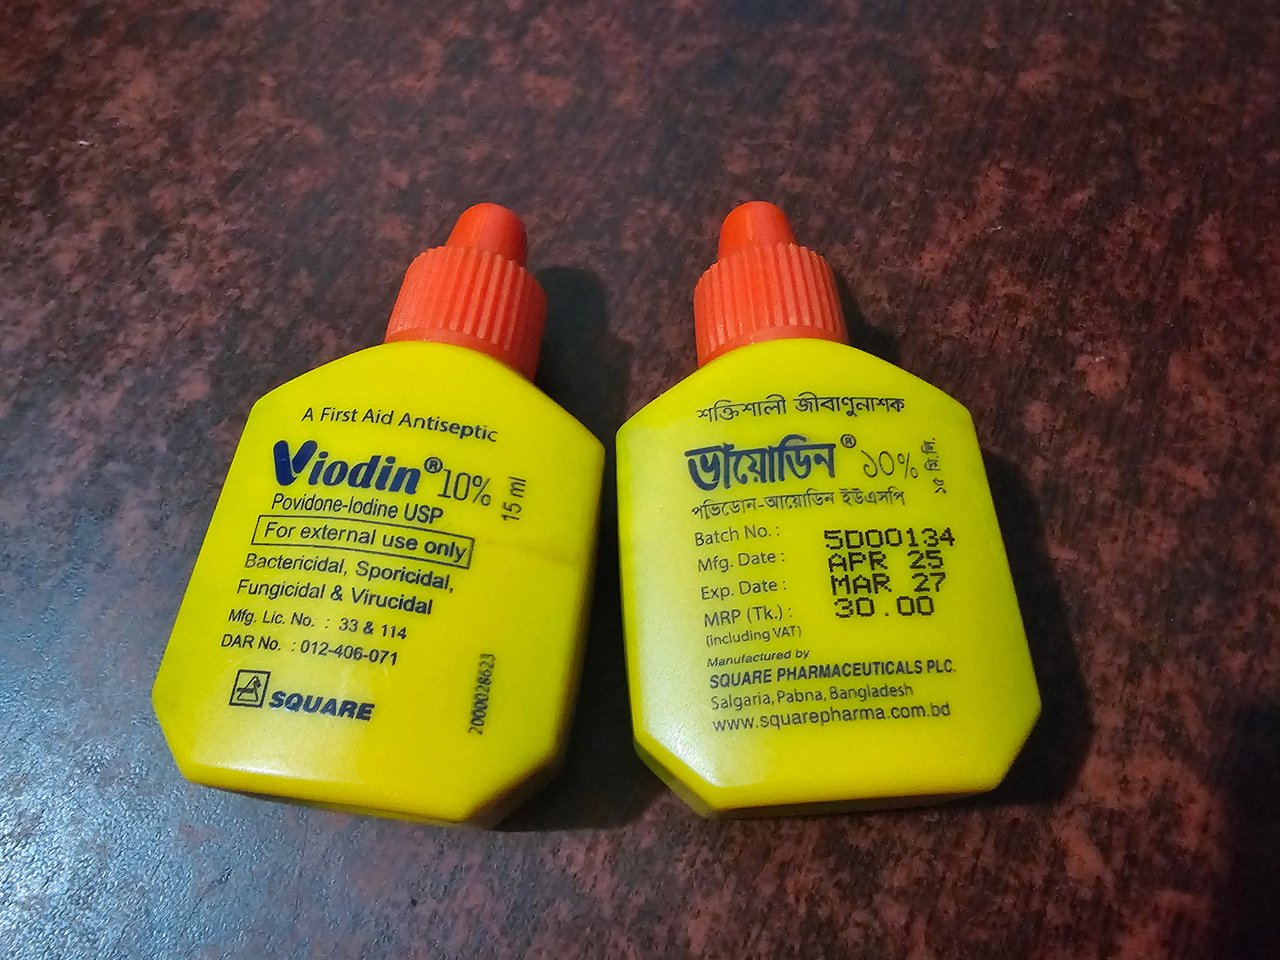 A First Aid Antiseptic
Viodin® 10%
15 ml
Povidone-Iodine USP
For external use only
Bactericidal, Sporicidal,
Fungicidal & Virucidal
Mfg. Lic. No. : 33 & 114
DAR No. : 012-406-071
SQUARE
2000028623
শক্তিশালী জীবাণুনাশক
ভায়োডিন® ১০%
১৫ মি.লি.
পভিডোন-আয়োডিন ইউএসপি
Batch No. : 5D00134
Mfg. Date : APR 25
Exp. Date : MAR 27
MRP (Tk.) : 30.00
(including VAT)
Manufactured by
SQUARE PHARMACEUTICALS PLC.
Salgaria, Pabna, Bangladesh
www.squarepharma.com.bd